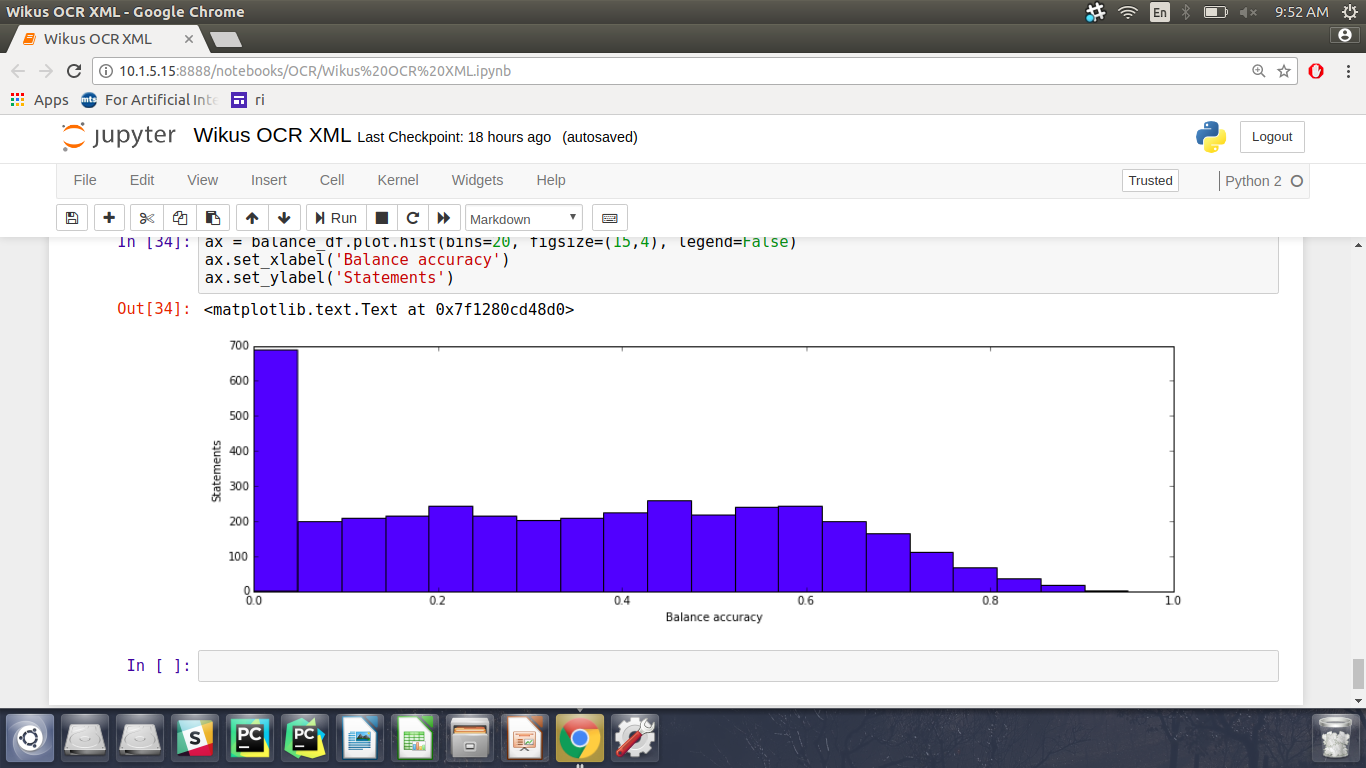 Wikus OCR XML - Google Chrome
En
9:52 AM
Wikus OCR XML
10.1.5.15:8888/notebooks/OCR/Wikus%20OCR%20XML.ipynb
Apps
mts
For Artificial Inte
ri
jupyter
Wikus OCR XML
Last Checkpoint: 18 hours ago
(autosaved)
Logout
File
Edit
View
Insert
Cell
Kernel
Widgets
Help
Trusted
Python 2
Run
Markdown
In [34]:
ax = balance_df.plot.hist(bins=20, figsize=(15,4), legend=False)
ax.set_xlabel('Balance accuracy')
ax.set_ylabel('Statements')
Out[34]:
<matplotlib.text.Text at 0x7f1280cd48d0>
700
600
500
400
300
200
100
0
Statements
0.0
0.2
0.4
0.6
0.8
1.0
Balance accuracy
In [ ]:
S
PC
PC